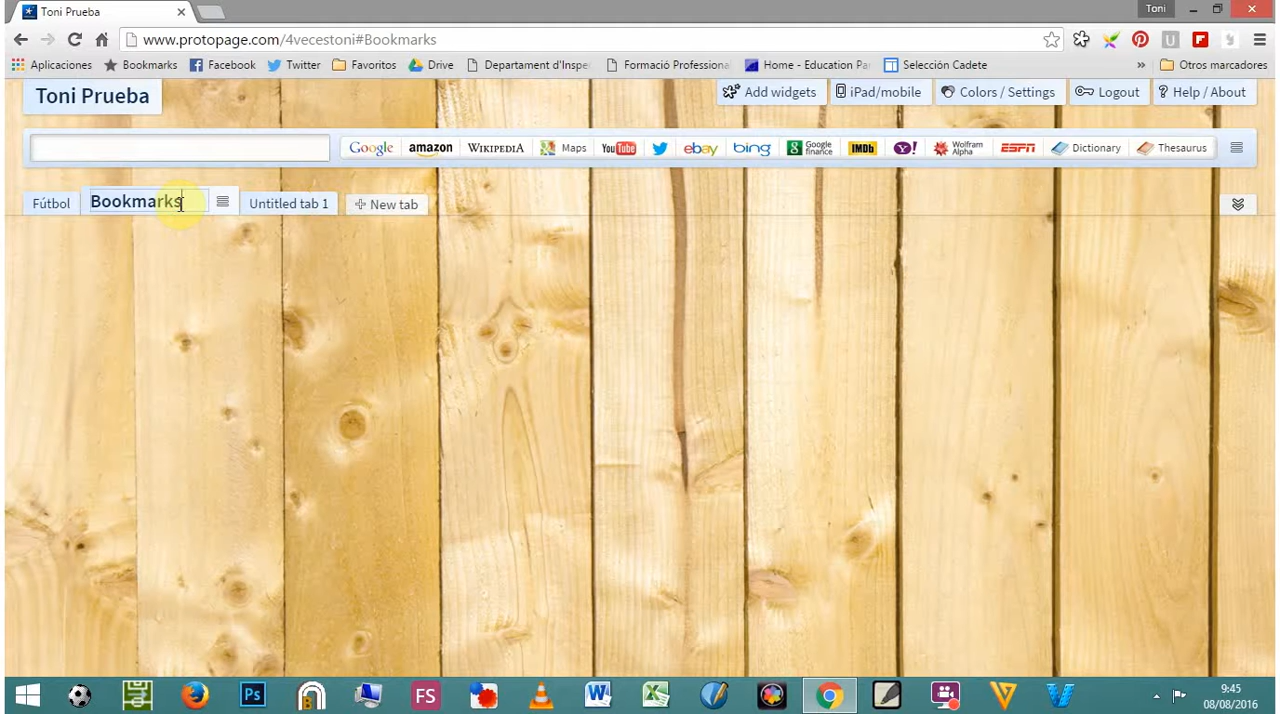 Toni Prueba
Toni
www.protopage.com/4vecestoni#Bookmarks
Aplicaciones Bookmarks Facebook Twitter Favoritos Drive Departament d'Inspe Formació Professiona Home - Education Par Selección Cadete » Otros marcadores
Toni Prueba
Add widgets iPad/mobile Colors / Settings Logout ? Help / About
Google amazon WIKIPEDIA Maps YouTube ebay bing Google finance IMDb Y! Wolfram Alpha ESPN Dictionary Thesaurus
Fútbol Bookmarks Untitled tab 1 + New tab
Ps FS
9:45
08/08/2016